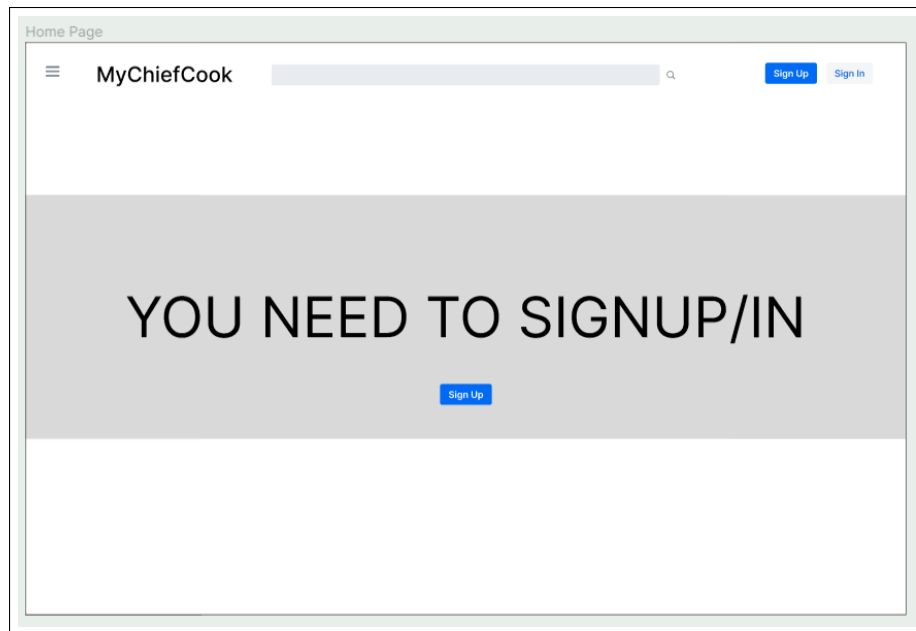 Home Page
MyChiefCook
Sign Up
Sign In
YOU NEED TO SIGNUP/IN
Sign Up